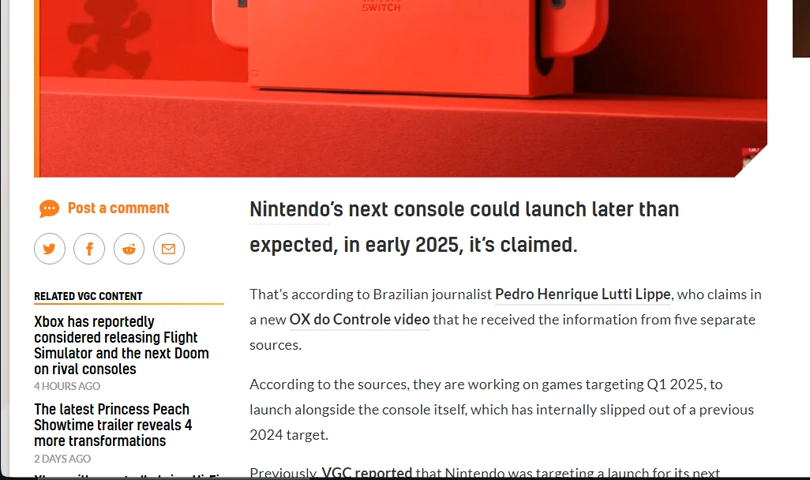 SWITCH
Post a comment
RELATED VGC CONTENT
Xbox has reportedly
considered releasing Flight
Simulator and the next Doom
on rival consoles
4 HOURS AGO
The latest Princess Peach
Showtime trailer reveals 4
more transformations
2 DAYS AGO
Nintendo’s next console could launch later than
expected, in early 2025, it’s claimed.
That’s according to Brazilian journalist Pedro Henrique Lutti Lippe, who claims in
a new OX do Controle video that he received the information from five separate
sources.
According to the sources, they are working on games targeting Q1 2025, to
launch alongside the console itself, which has internally slipped out of a previous
2024 target.
Previously, VGC reported that Nintendo was targeting a launch for its next